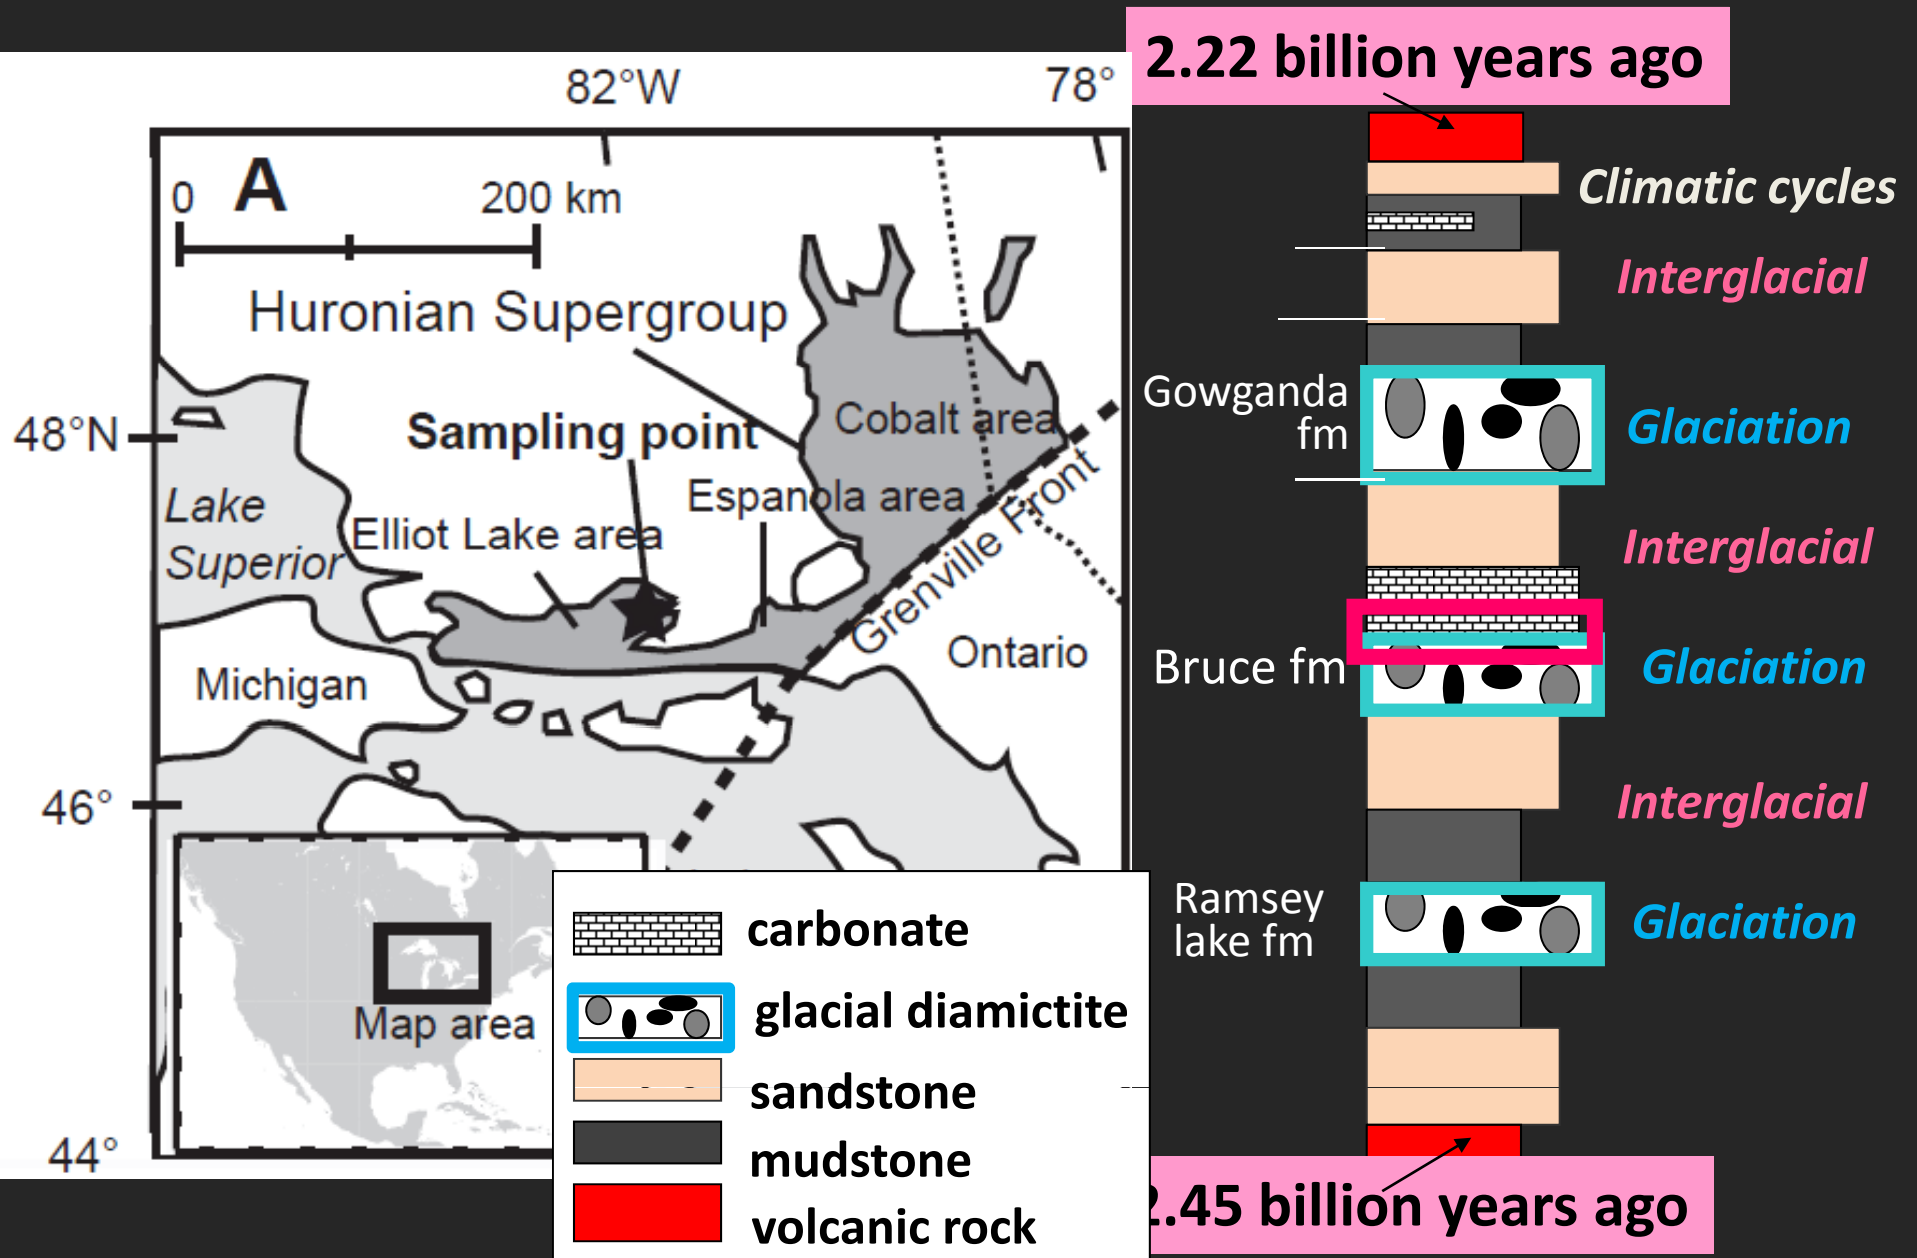 82°W
78°
2.22 billion years ago
0
A
200 km
Huronian Supergroup
Cobalt area
Sampling point
48°N
Espanola area
Lake
Superior
Elliot Lake area
Grenville Front
Ontario
Michigan
46°
Map area
44°
Climatic cycles
Interglacial
Gowganda
fm
Glaciation
Interglacial
Bruce fm
Glaciation
Interglacial
Ramsey
lake fm
Glaciation
carbonate
glacial diamictite
sandstone
mudstone
volcanic rock
2.45 billion years ago